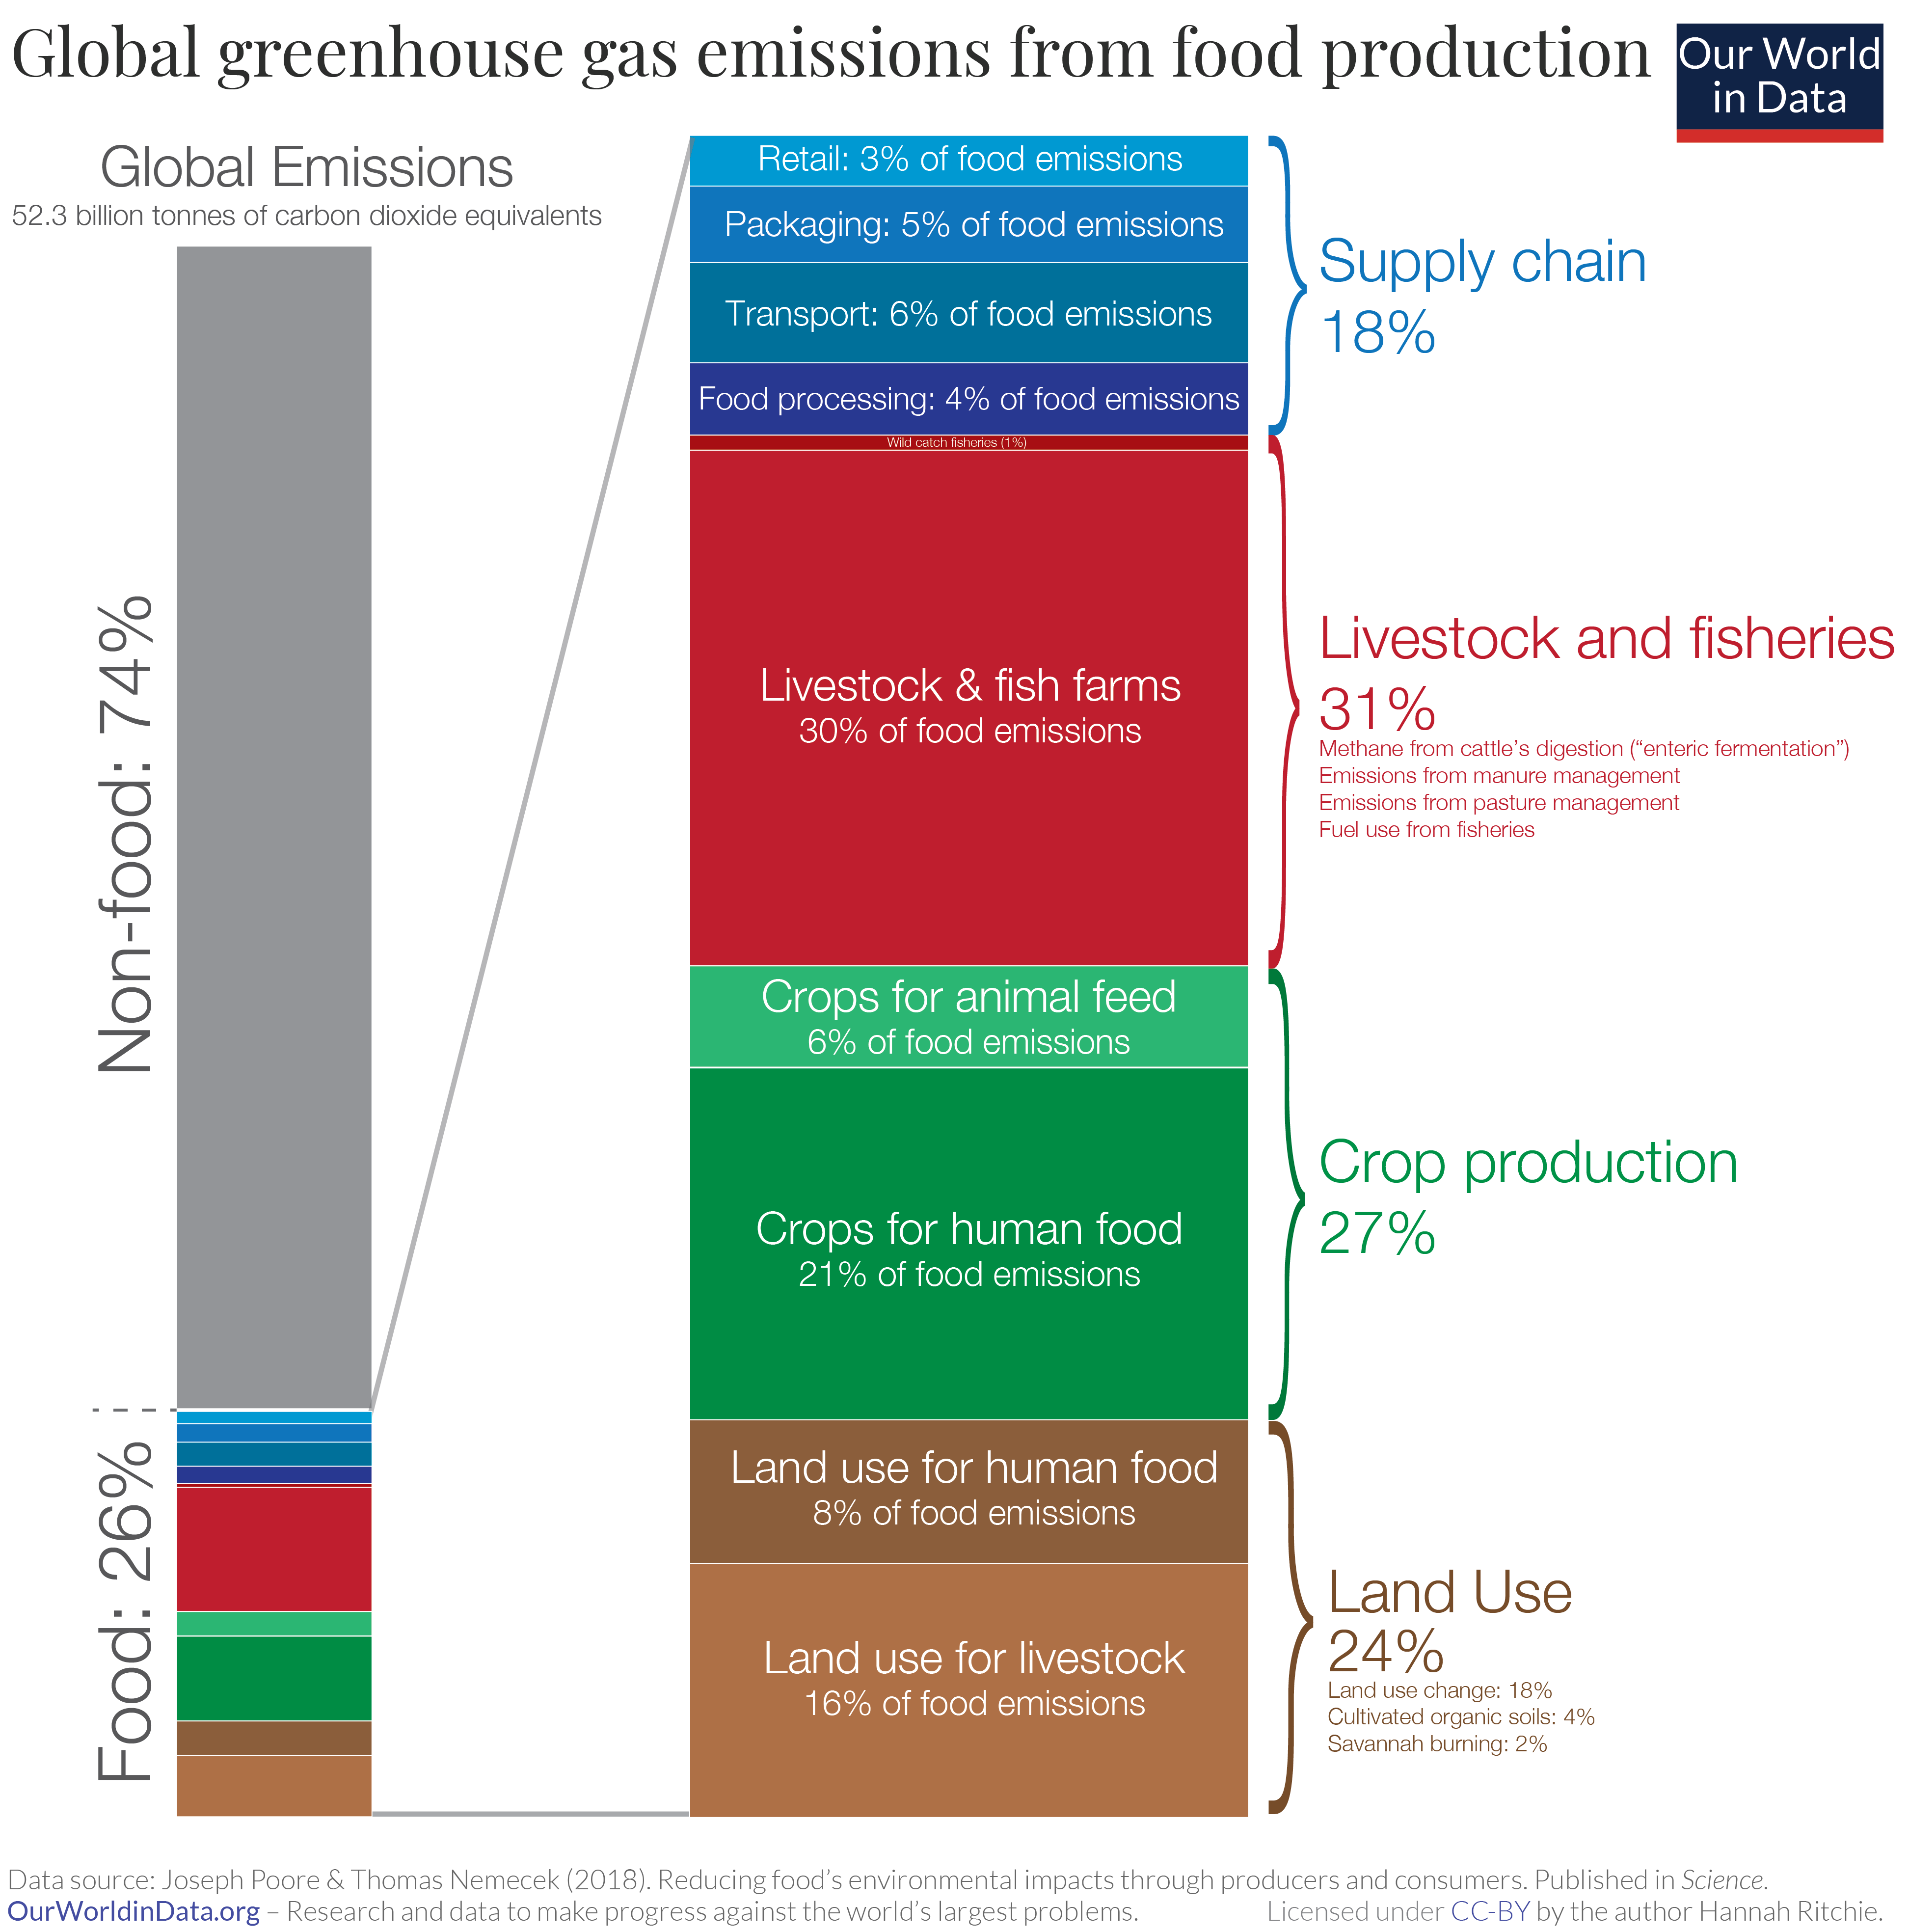 Global greenhouse gas emissions from food production
Our World
in Data
Global Emissions
52.3 billion tonnes of carbon dioxide equivalents
Non-food: 74%
Food: 26%
Retail: 3% of food emissions
Packaging: 5% of food emissions
Transport: 6% of food emissions
Food processing: 4% of food emissions
Wild catch fisheries (1%)
Livestock & fish farms
30% of food emissions
Crops for animal feed
6% of food emissions
Crops for human food
21% of food emissions
Land use for human food
8% of food emissions
Land use for livestock
16% of food emissions
Supply chain
18%
Livestock and fisheries
31%
Methane from cattle’s digestion (“enteric fermentation”)
Emissions from manure management
Emissions from pasture management
Fuel use from fisheries
Crop production
27%
Land Use
24%
Land use change: 18%
Cultivated organic soils: 4%
Savannah burning: 2%
Data source: Joseph Poore & Thomas Nemecek (2018). Reducing food’s environmental impacts through producers and consumers. Published in Science.
OurWorldinData.org – Research and data to make progress against the world’s largest problems.
Licensed under CC-BY by the author Hannah Ritchie.